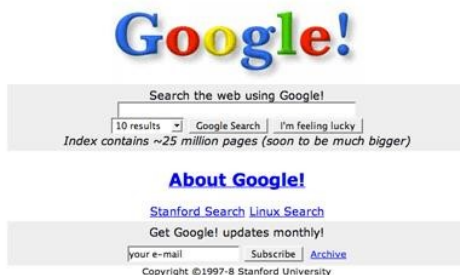 Google!
Search the web using Google!
10 results Google Search I'm feeling lucky
Index contains ~25 million pages (soon to be much bigger)
About Google!
Stanford Search Linux Search
Get Google! updates monthly!
your e-mail Subscribe Archive
Copyright ©1997-8 Stanford University